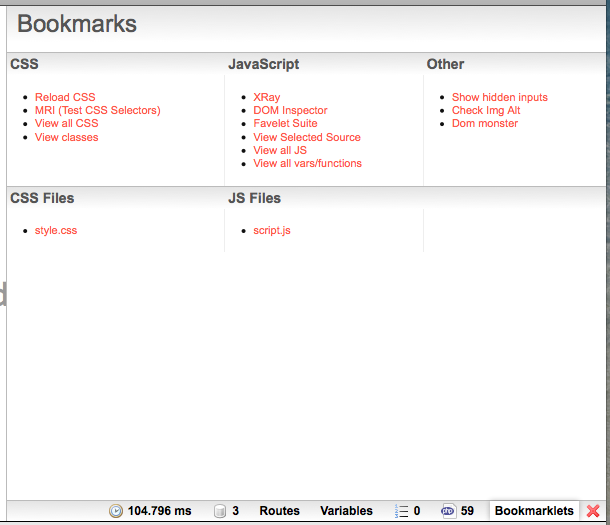 Bookmarks
CSS JavaScript Other
Reload CSS
MRI (Test CSS Selectors)
View all CSS
View classes
XRay
DOM Inspector
Favelet Suite
View Selected Source
View all JS
View all vars/functions
Show hidden inputs
Check Img Alt
Dom monster
CSS Files JS Files
style.css
script.js
d
104.796 ms 3 Routes Variables 0 php 59 Bookmarklets